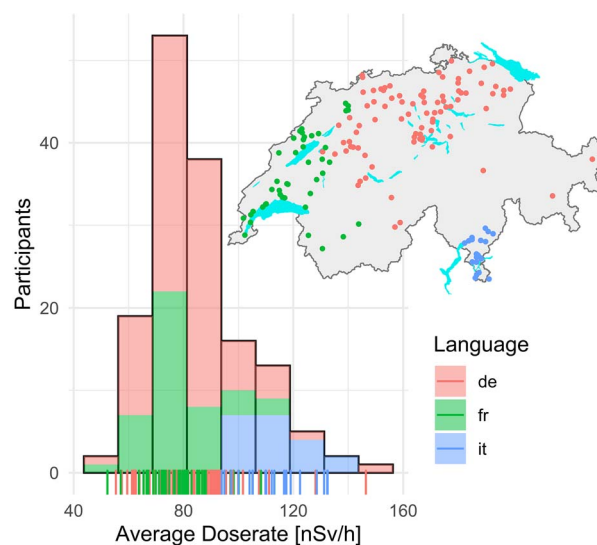 Participants
40
20
0
40
80
120
160
Average Doserate [nSv/h]
Language
de
fr
it